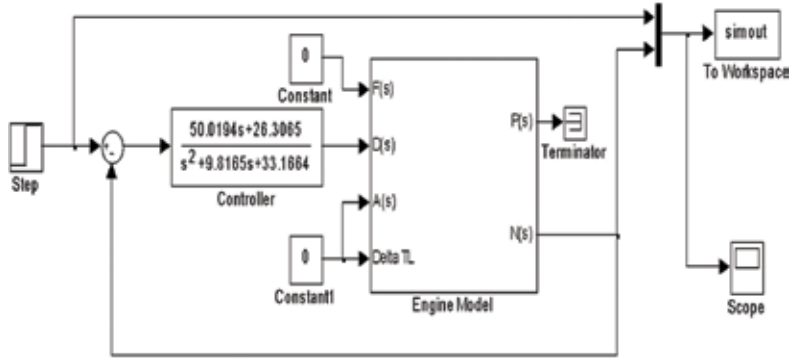 simout
To Workspace
0
Constant
F(s)
50.0194s+26.3065
s²+9.8165s+33.1664
Controller
Step
+
-
D(s)
P(s)
Terminator
A(s)
N(s)
0
Constant1
Delta TL
Engine Model
Scope